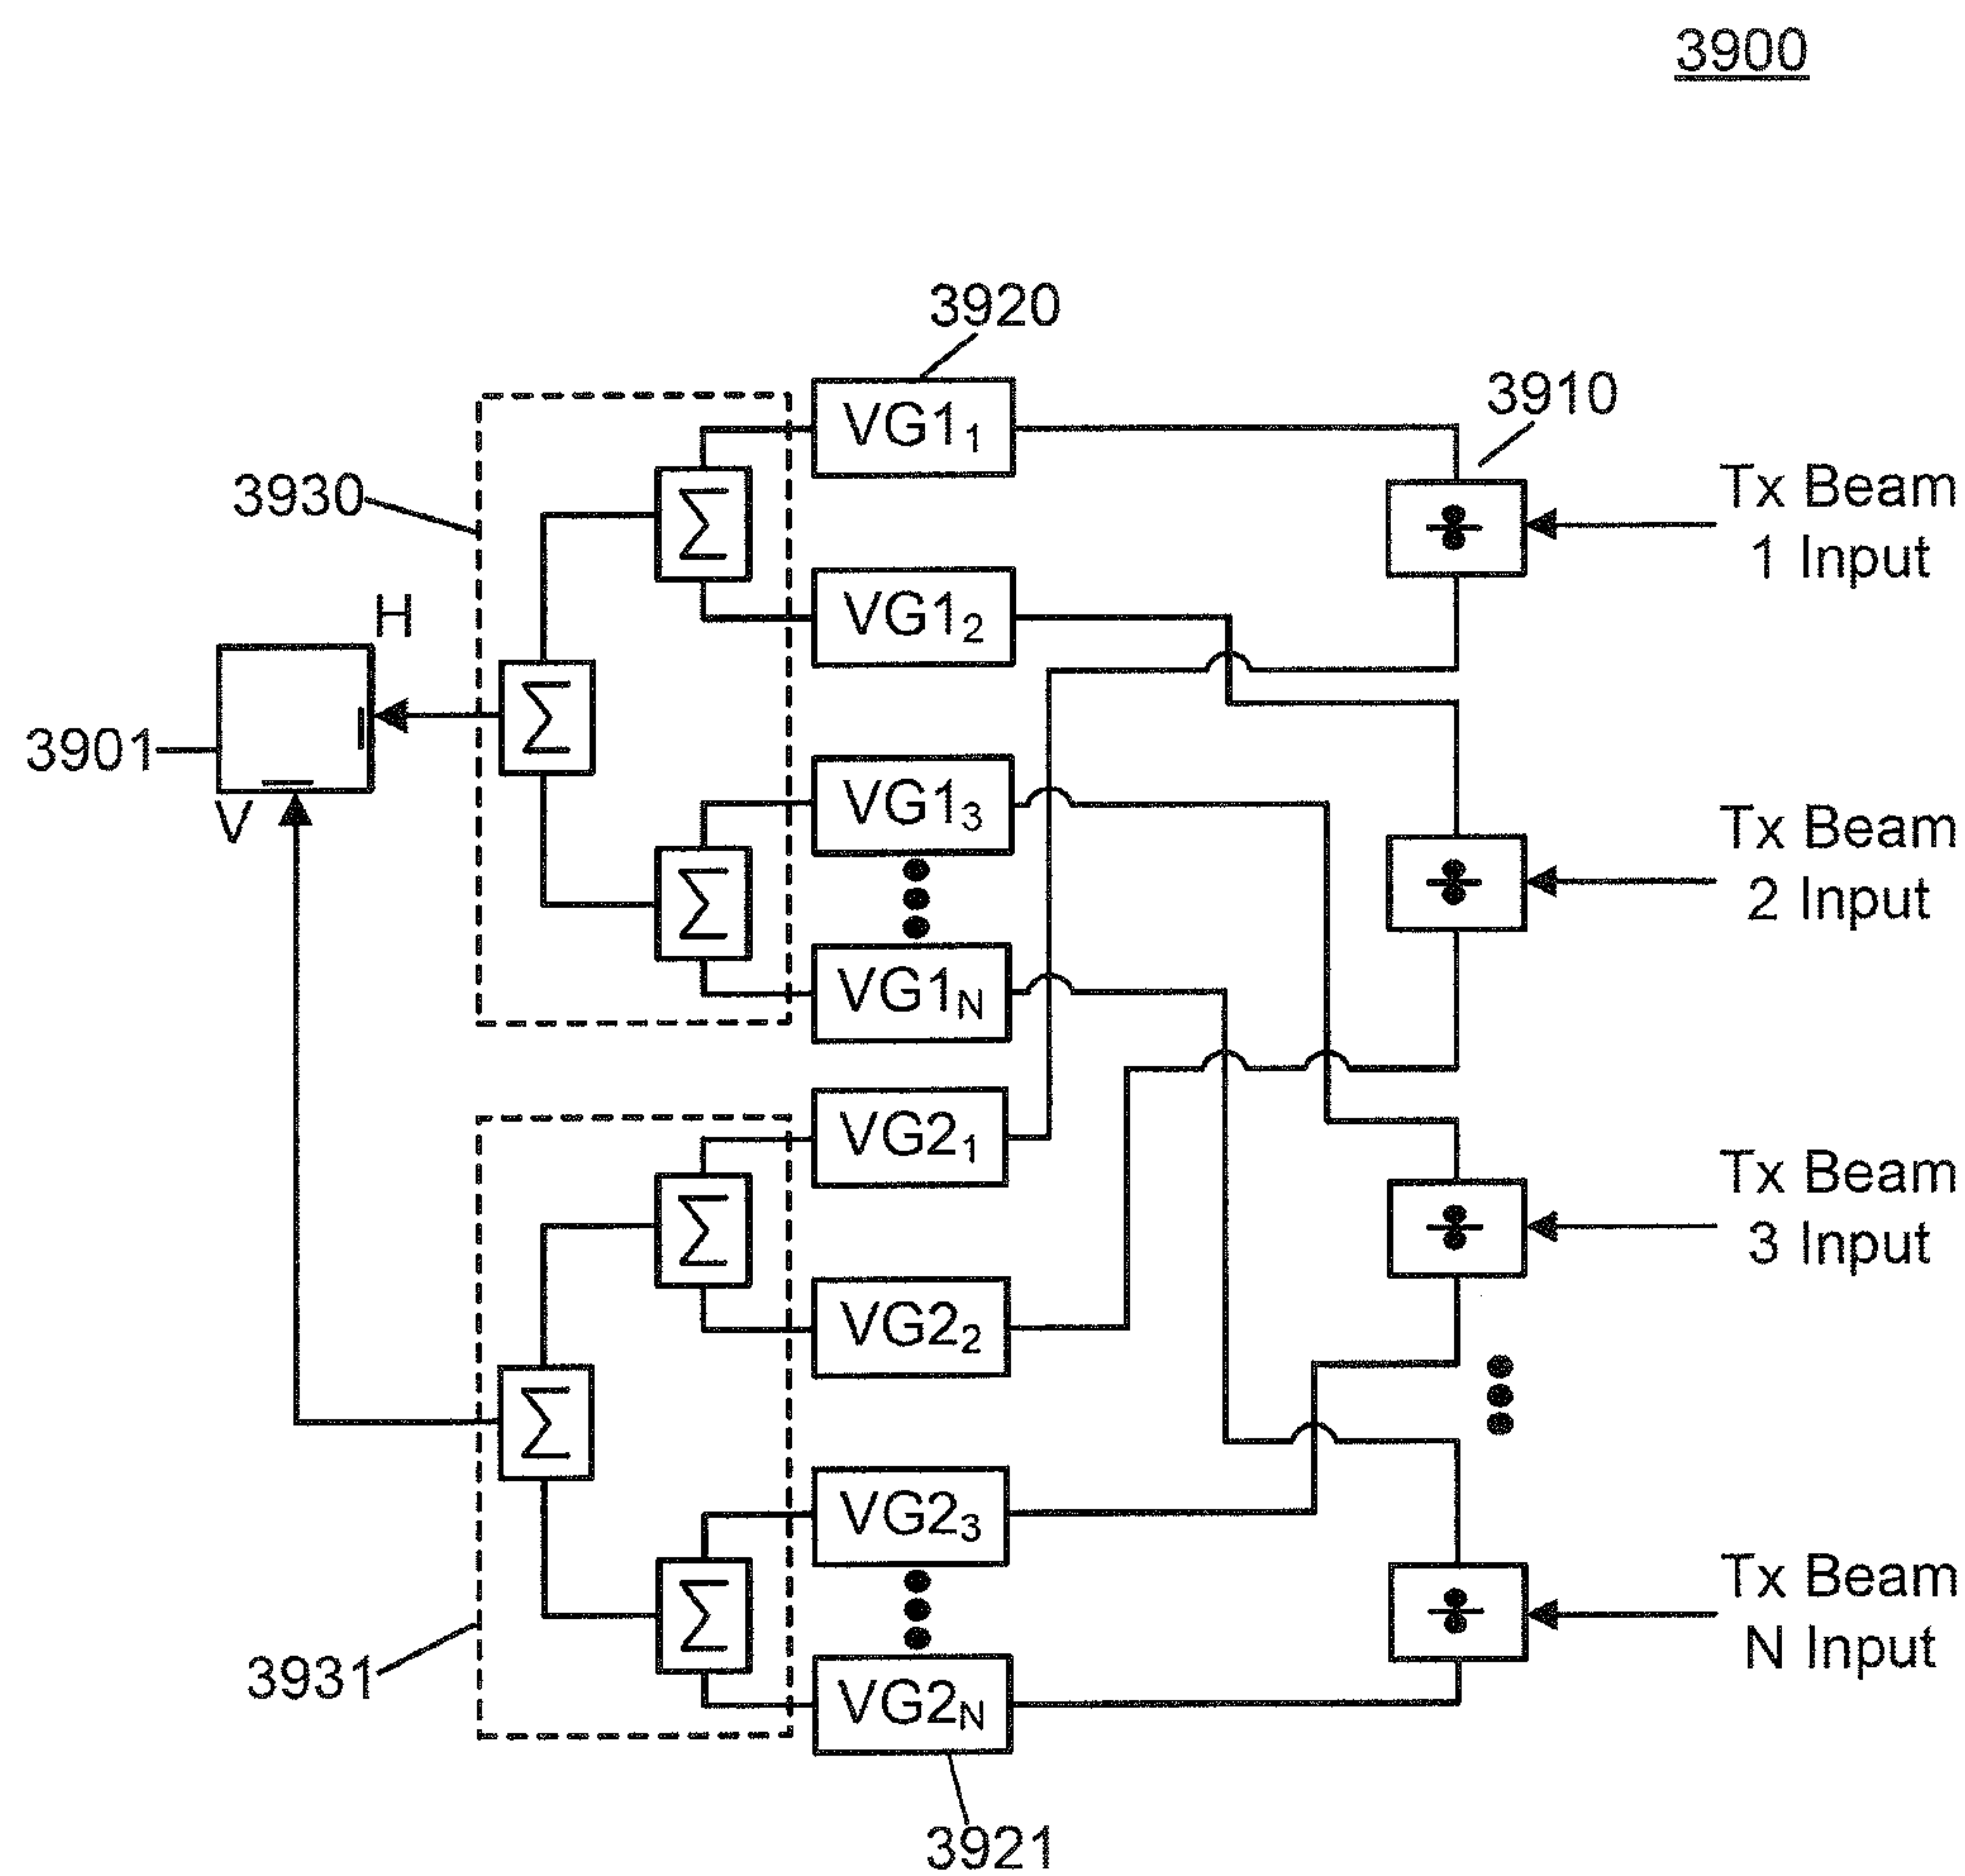 3900
3920
3910
VG1₁
Tx Beam
1 Input
3930
Σ
VG1₂
H
Σ
3901
V
VG1₃
Tx Beam
2 Input
Σ
VG1N
VG2₁
Σ
Tx Beam
3 Input
VG2₂
Σ
VG2₃
Σ
Tx Beam
N Input
3931
VG2N
3921